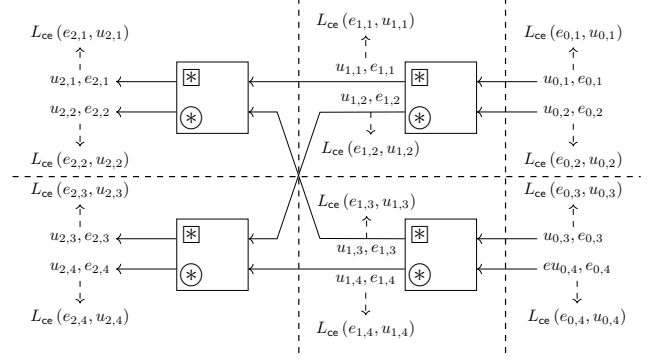 L_ce (e_{2,1}, u_{2,1}) L_ce (e_{1,1}, u_{1,1}) L_ce (e_{0,1}, u_{0,1})
u_{2,1}, e_{2,1} ⊛ u_{1,1}, e_{1,1} ⊛ u_{0,1}, e_{0,1}
u_{2,2}, e_{2,2} ⊛ u_{1,2}, e_{1,2} ⊛ u_{0,2}, e_{0,2}
L_ce (e_{2,2}, u_{2,2}) L_ce (e_{1,2}, u_{1,2}) L_ce (e_{0,2}, u_{0,2})
L_ce (e_{2,3}, u_{2,3}) L_ce (e_{1,3}, u_{1,3}) L_ce (e_{0,3}, u_{0,3})
u_{2,3}, e_{2,3} ⊛ u_{1,3}, e_{1,3} ⊛ u_{0,3}, e_{0,3}
u_{2,4}, e_{2,4} ⊛ u_{1,4}, e_{1,4} ⊛ eu_{0,4}, e_{0,4}
L_ce (e_{2,4}, u_{2,4}) L_ce (e_{1,4}, u_{1,4}) L_ce (e_{0,4}, u_{0,4})